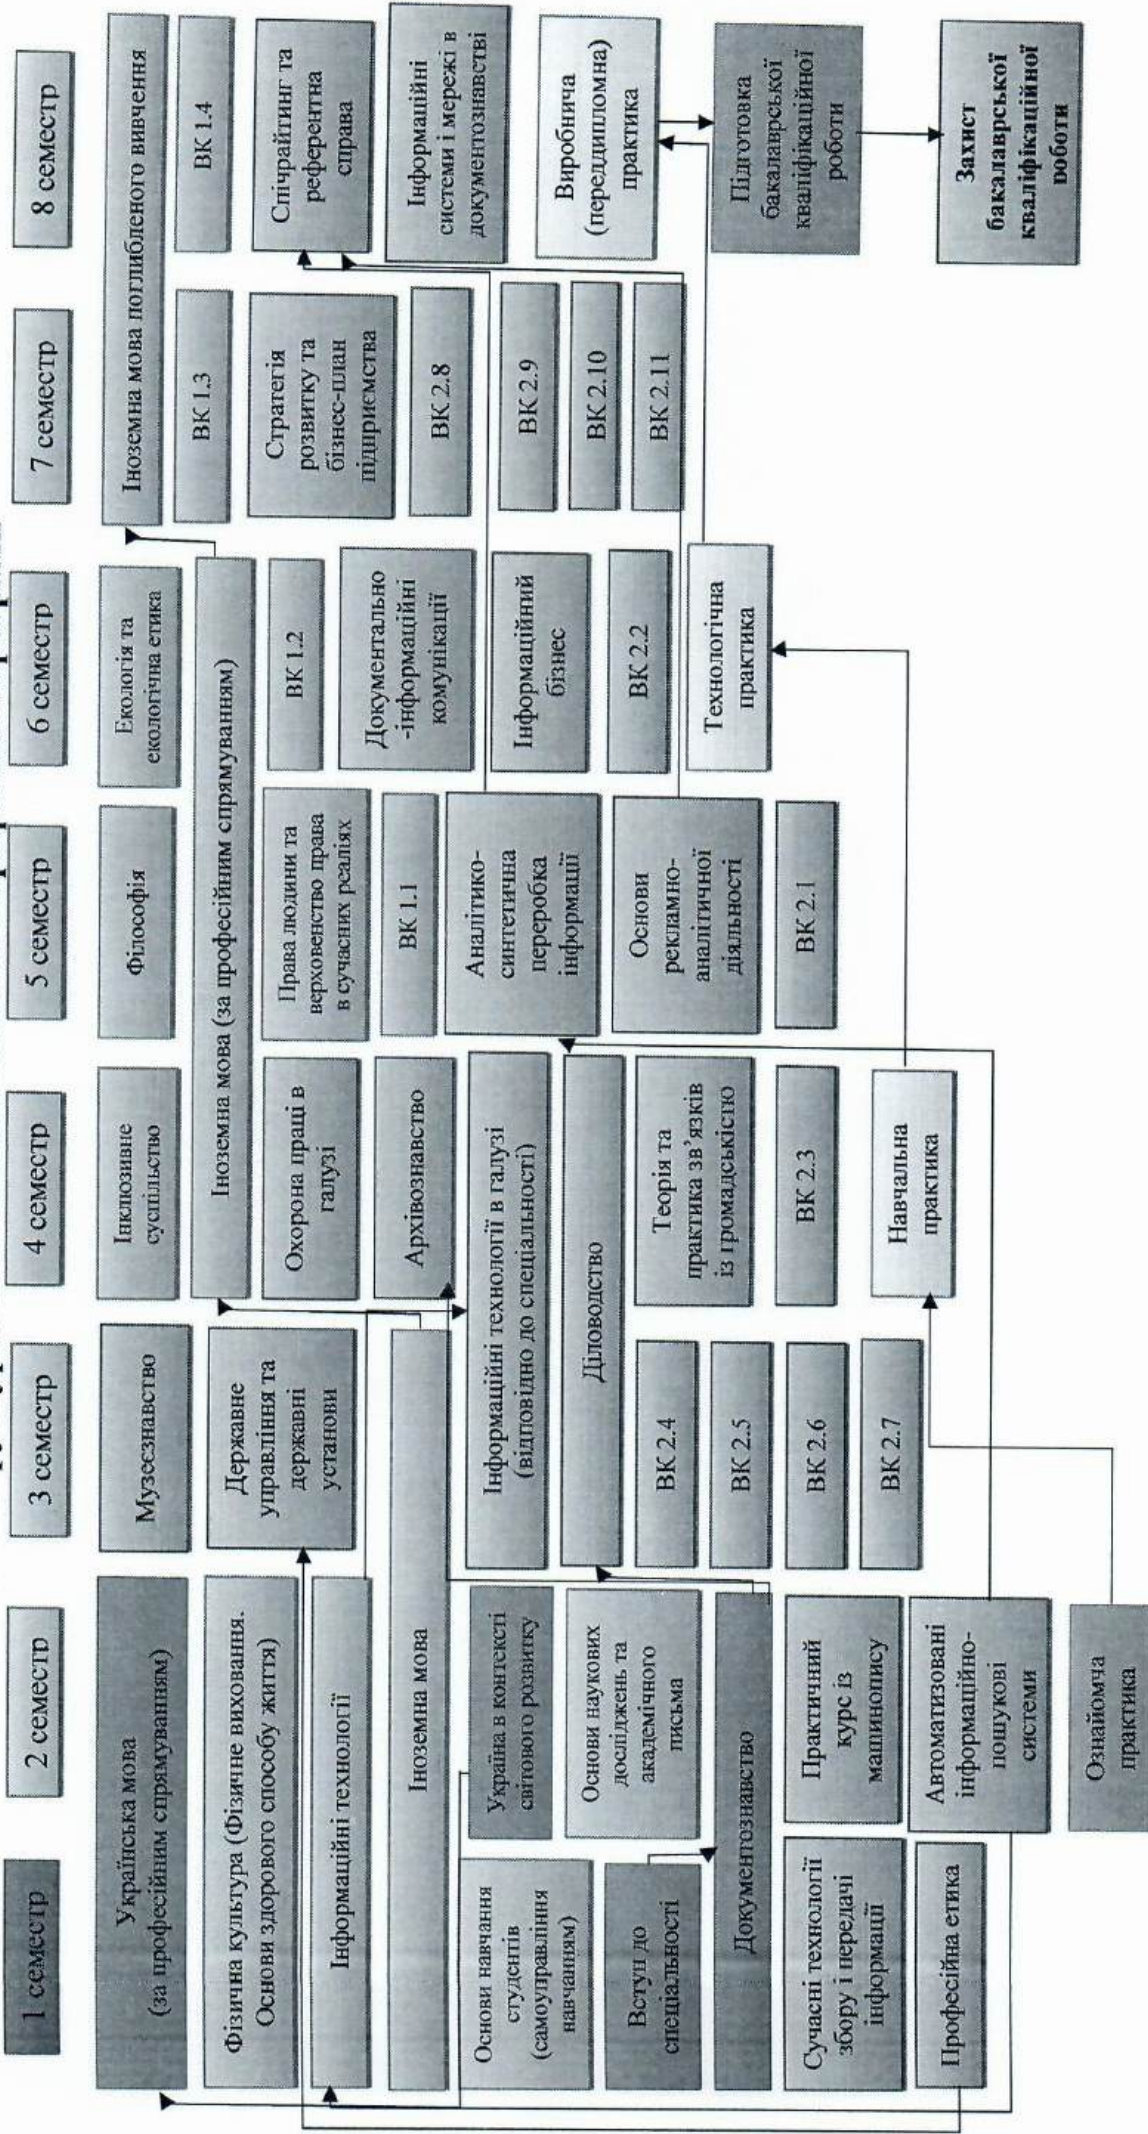 1 семестр
2 семестр
3 семестр
4 семестр
5 семестр
6 семестр
7 семестр
8 семестр
Українська мова
(за професійним спрямуванням)
Музеєзнавство
Інклюзивне
суспільство
Філософія
Екологія та
екологічна етика
Іноземна мова поглибленого вивчення
Фізична культура (Фізичне виховання.
Основи здорового способу життя)
Державне
управління та
державні
установи
Іноземна мова (за професійним спрямуванням)
ВК 1.3
ВК 1.4
Інформаційні технології
Охорона праці в
галузі
Права людини та
верховенство права
в сучасних реаліях
ВК 1.2
Стратегія
розвитку та
бізнес-план
підприємства
Спічрайтинг та
референтна
справа
Іноземна мова
Архівознавство
ВК 1.1
Документально
-інформаційні
комунікації
ВК 2.8
Інформаційні
системи і мережі в
документознавстві
Основи навчання
студентів
(самоуправління
навчанням)
Україна в контексті
світового розвитку
Інформаційні технології в галузі
(відповідно до спеціальності)
Аналітико-
синтетична
переробка
інформації
Інформаційний
бізнес
ВК 2.9
Виробнича
(переддипломна)
практика
Основи наукових
досліджень та
академічного
письма
Діловодство
ВК 2.10
Вступ до
спеціальності
ВК 2.4
Теорія та
практика зв’язків
із громадськістю
Основи
рекламно-
аналітичної
діяльності
ВК 2.2
ВК 2.11
Документознавство
ВК 2.5
Технологічна
практика
Підготовка
бакалаврської
кваліфікаційної
роботи
Сучасні технології
збору і передачі
інформації
Практичний
курс із
машинопису
ВК 2.6
ВК 2.3
ВК 2.1
Професійна етика
Автоматизовані
інформаційно-
пошукові
системи
ВК 2.7
Навчальна
практика
Захист
бакалаврської
кваліфікаційної
роботи
Ознайомча
практика